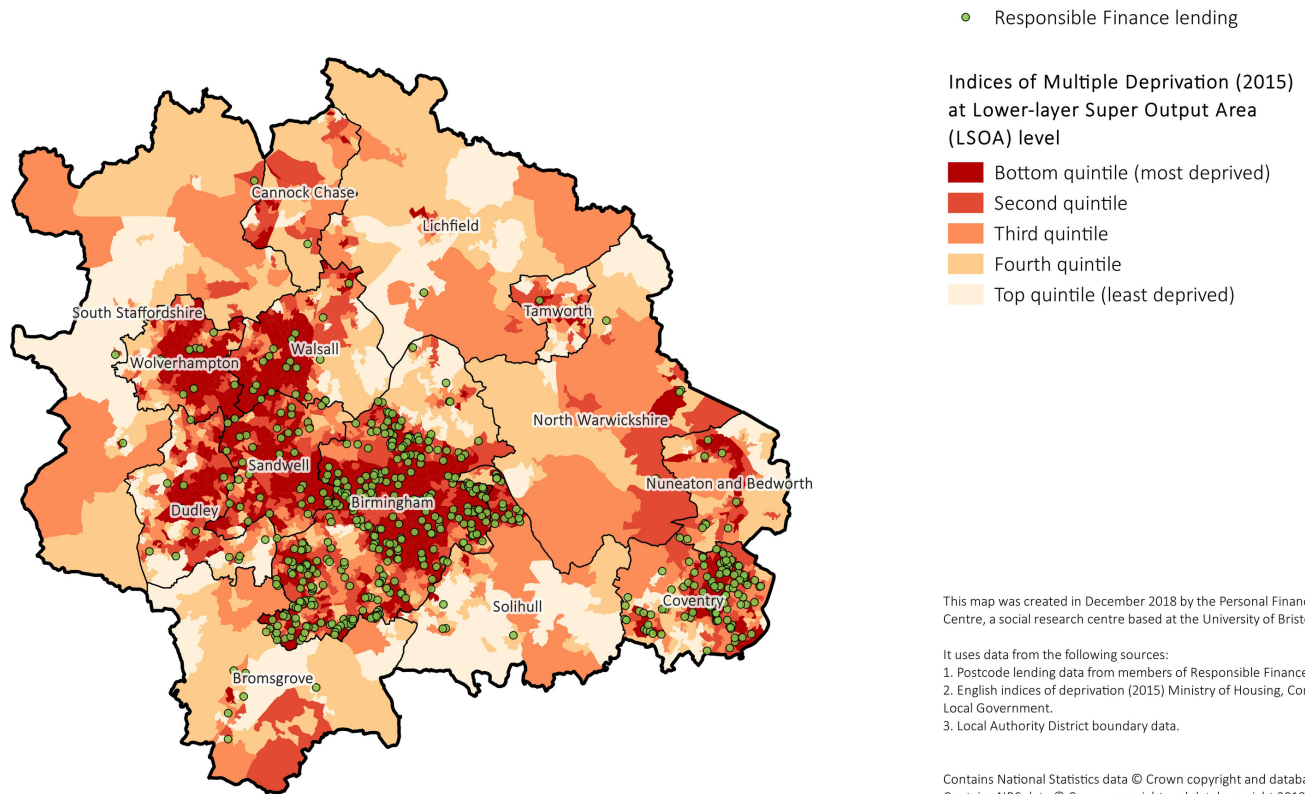 Responsible Finance lending
Indices of Multiple Deprivation (2015)
at Lower-layer Super Output Area
(LSOA) level
Bottom quintile (most deprived)
Second quintile
Third quintile
Fourth quintile
Top quintile (least deprived)
Cannock Chase
Lichfield
South Staffordshire
Tamworth
Walsall
Wolverhampton
North Warwickshire
Sandwell
Nuneaton and Bedworth
Birmingham
Dudley
Coventry
Solihull
Bromsgrove
This map was created in December 2018 by the Personal Finan
Centre, a social research centre based at the University of Brist
It uses data from the following sources:
1. Postcode lending data from members of Responsible Finance
2. English indices of deprivation (2015) Ministry of Housing, Co
Local Government.
3. Local Authority District boundary data.
Contains National Statistics data © Crown copyright and databa